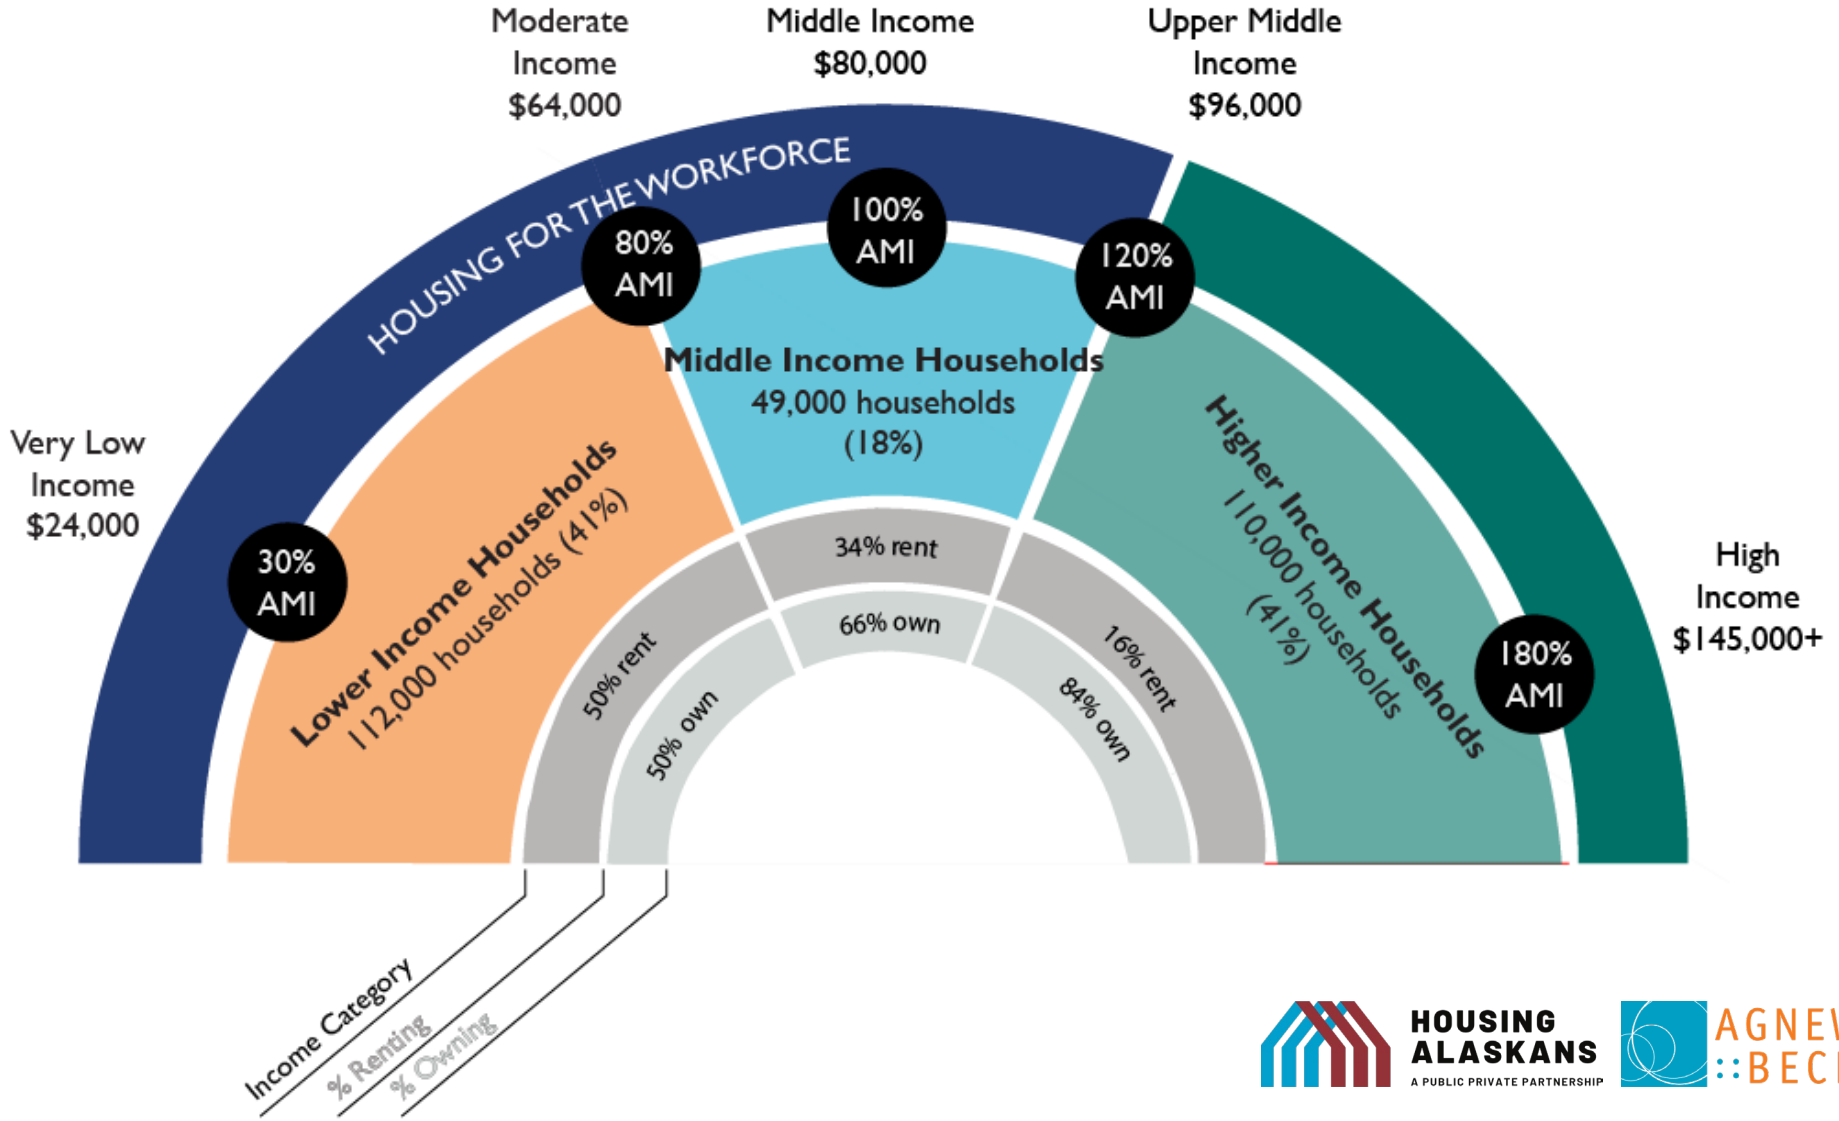 Moderate
Income
$64,000
Middle Income
$80,000
Upper Middle
Income
$96,000
HOUSING FOR THE WORKFORCE
80%
AMI
100%
AMI
120%
AMI
Very Low
Income
$24,000
30%
AMI
Lower Income Households
112,000 households (41%)
Middle Income Households
49,000 households
(18%)
Higher Income Households
110,000 households
(41%)
180%
AMI
High
Income
$145,000+
50% rent
34% rent
16% rent
50% own
66% own
84% own
Income Category
% Renting
% Owning
HOUSING
ALASKANS
A PUBLIC PRIVATE PARTNERSHIP